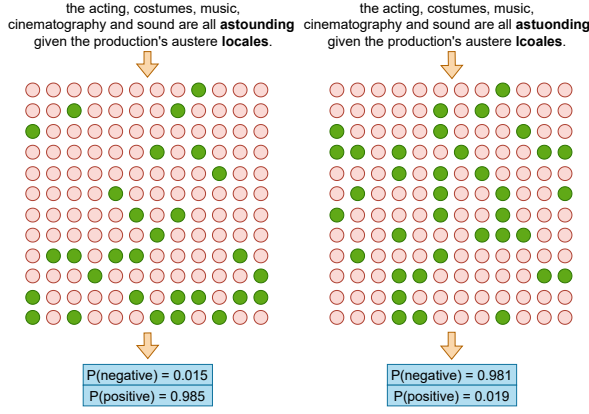 the acting, costumes, music,
cinematography and sound are all astounding
given the production's austere locales.
P(negative) = 0.015
P(positive) = 0.985
the acting, costumes, music,
cinematography and sound are all astuonding
given the production's austere lcoales.
P(negative) = 0.981
P(positive) = 0.019